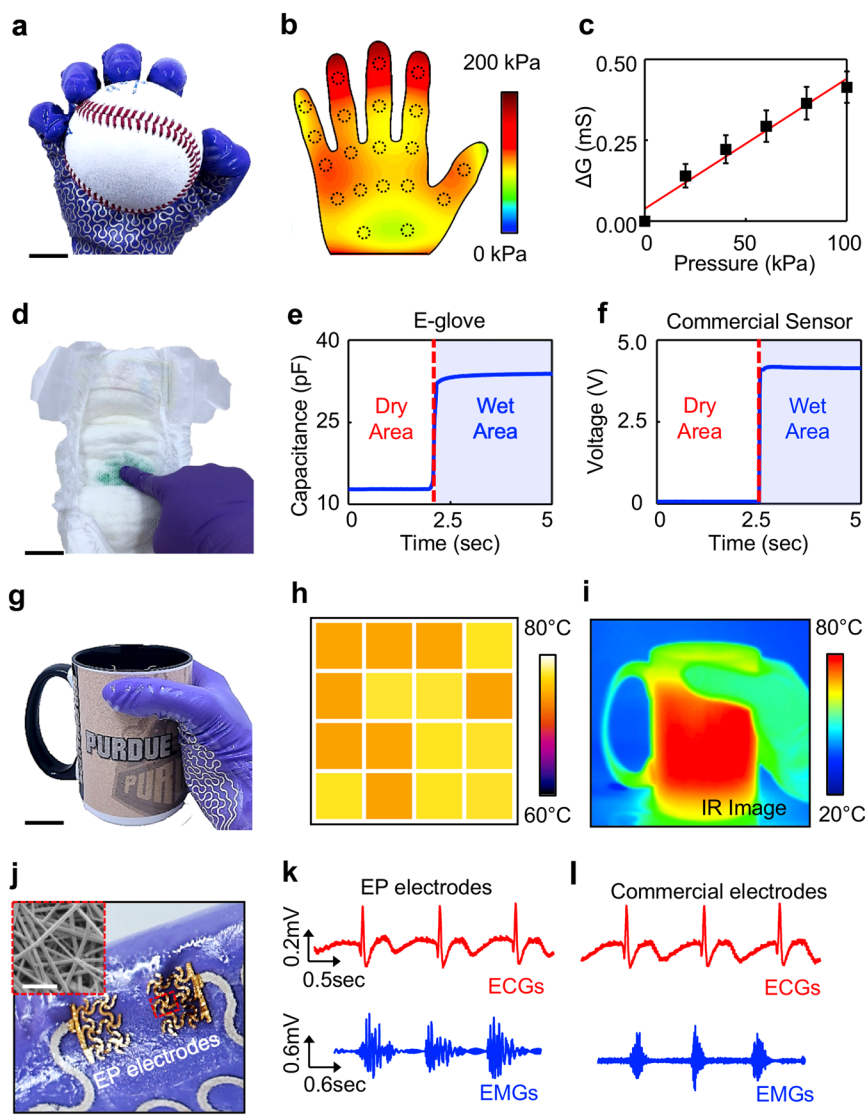 a
b
200 kPa
0 kPa
c
0.50
0.25
0.00
ΔG (mS)
0
50
100
Pressure (kPa)
d
e
E-glove
40
25
10
Capacitance (pF)
Dry
Area
Wet
Area
0
2.5
5
Time (sec)
f
Commercial Sensor
5.0
2.5
0
Voltage (V)
Dry
Area
Wet
Area
0
2.5
5
Time (sec)
g
PURDUE
PURT
h
80°C
60°C
i
80°C
20°C
IR Image
j
EP electrodes
k
EP electrodes
0.2mV
0.5sec
ECGs
0.6mV
0.6sec
EMGs
l
Commercial electrodes
ECGs
EMGs